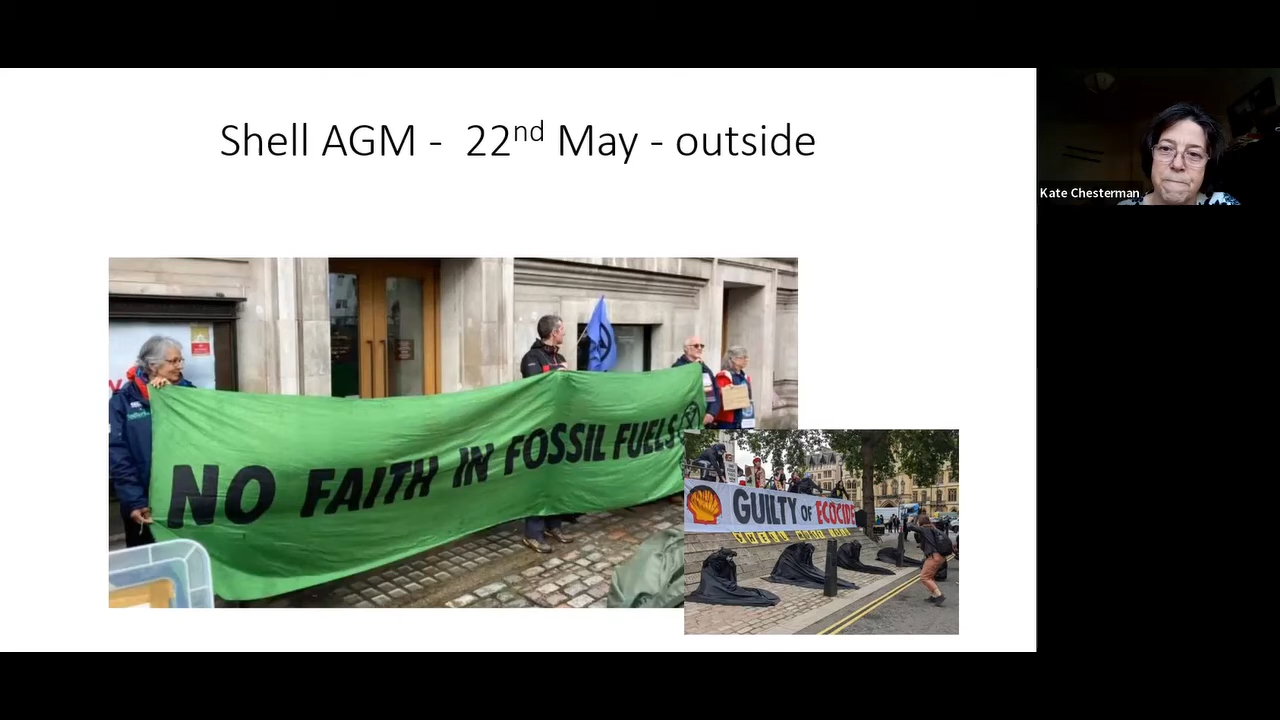 Shell AGM -  22nd May - outside
Kate Chesterman
NO FAITH IN FOSSIL FUELS
GUILTY OF ECOCIDE